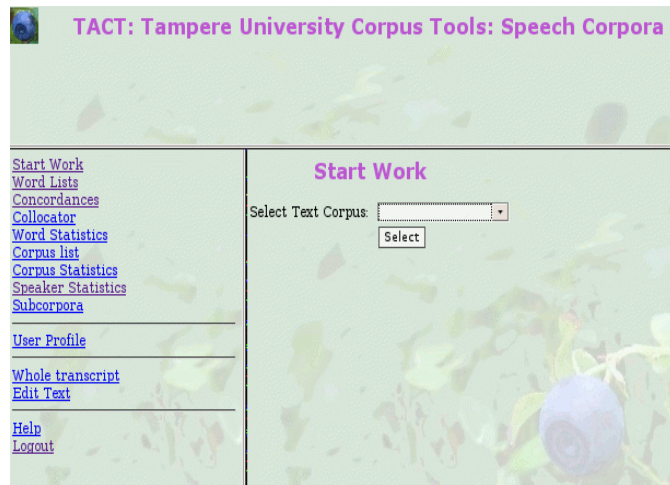 TACT: Tampere University Corpus Tools: Speech Corpora
Start Work
Word Lists
Concordances
Collocator
Word Statistics
Corpus list
Corpus Statistics
Speaker Statistics
Subcorpora
User Profile
Whole transcript
Edit Text
Help
Logout
Start Work
Select Text Corpus:
Select